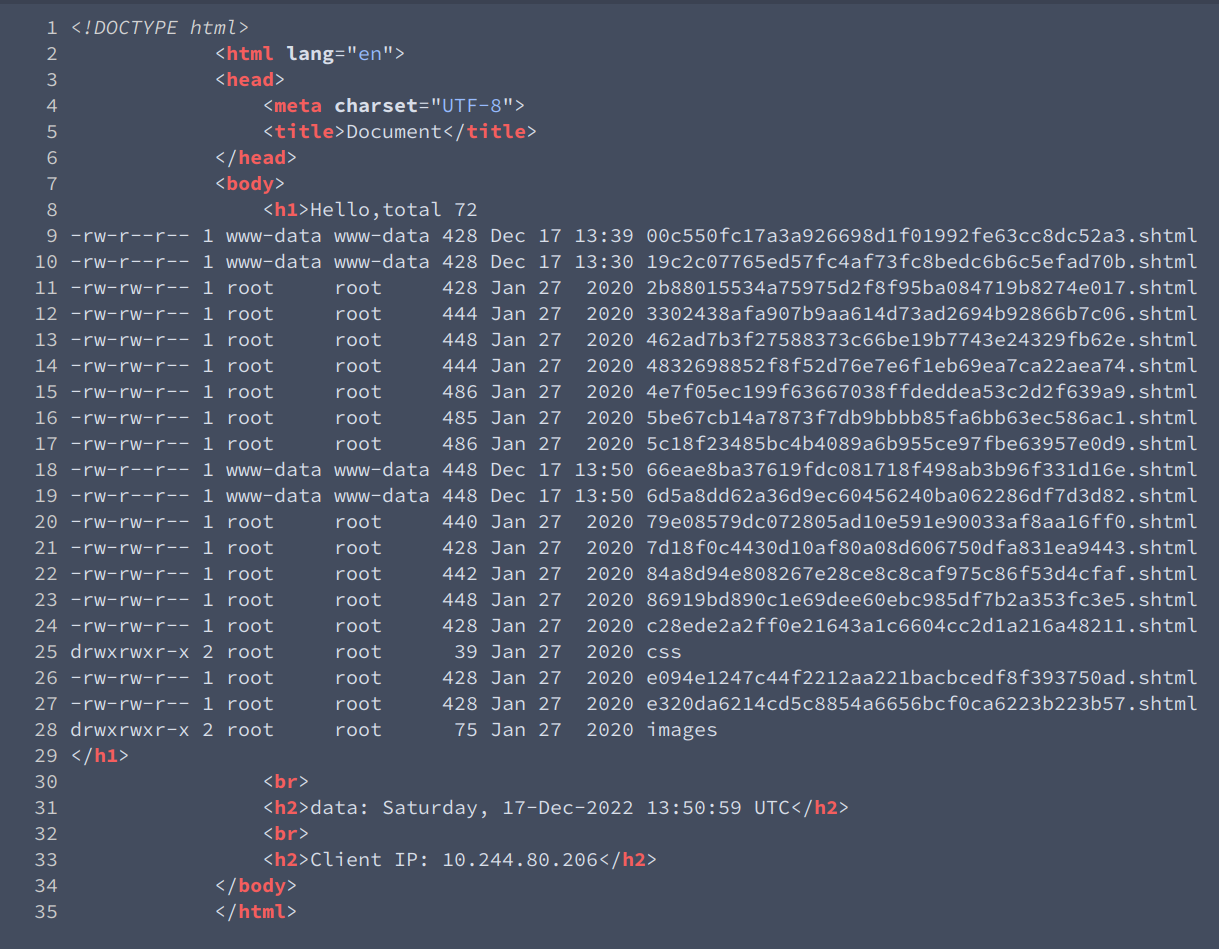 1 <!DOCTYPE html>
2             <html lang="en">
3             <head>
4                 <meta charset="UTF-8">
5                 <title>Document</title>
6             </head>
7             <body>
8                 <h1>Hello,total 72
9 -rw-r--r-- 1 www-data www-data 428 Dec 17 13:39 00c550fc17a3a926698d1f01992fe63cc8dc52a3.shtml
10 -rw-r--r-- 1 www-data www-data 428 Dec 17 13:30 19c2c07765ed57fc4af73fc8bedc6b6c5efad70b.shtml
11 -rw-rw-r-- 1 root     root     428 Jan 27  2020 2b88015534a75975d2f8f95ba084719b8274e017.shtml
12 -rw-rw-r-- 1 root     root     444 Jan 27  2020 3302438afa907b9aa614d73ad2694b92866b7c06.shtml
13 -rw-rw-r-- 1 root     root     448 Jan 27  2020 462ad7b3f27588373c66be19b7743e24329fb62e.shtml
14 -rw-rw-r-- 1 root     root     444 Jan 27  2020 4832698852f8f52d76e7e6f1eb69ea7ca22aea74.shtml
15 -rw-rw-r-- 1 root     root     486 Jan 27  2020 4e7f05ec199f63667038ffdeddea53c2d2f639a9.shtml
16 -rw-rw-r-- 1 root     root     485 Jan 27  2020 5be67cb14a7873f7db9bbbb85fa6bb63ec586ac1.shtml
17 -rw-rw-r-- 1 root     root     486 Jan 27  2020 5c18f23485bc4b4089a6b955ce97fbe63957e0d9.shtml
18 -rw-r--r-- 1 www-data www-data 448 Dec 17 13:50 66eae8ba37619fdc081718f498ab3b96f331d16e.shtml
19 -rw-r--r-- 1 www-data www-data 448 Dec 17 13:50 6d5a8dd62a36d9ec60456240ba062286df7d3d82.shtml
20 -rw-rw-r-- 1 root     root     440 Jan 27  2020 79e08579dc072805ad10e591e90033af8aa16ff0.shtml
21 -rw-rw-r-- 1 root     root     428 Jan 27  2020 7d18f0c4430d10af80a08d606750dfa831ea9443.shtml
22 -rw-rw-r-- 1 root     root     442 Jan 27  2020 84a8d94e808267e28ce8c8caf975c86f53d4cfaf.shtml
23 -rw-rw-r-- 1 root     root     448 Jan 27  2020 86919bd890c1e69dee60ebc985df7b2a353fc3e5.shtml
24 -rw-rw-r-- 1 root     root     428 Jan 27  2020 c28ede2a2ff0e21643a1c6604cc2d1a216a48211.shtml
25 drwxrwxr-x 2 root     root      39 Jan 27  2020 css
26 -rw-rw-r-- 1 root     root     428 Jan 27  2020 e094e1247c44f2212aa221bacbcedf8f393750ad.shtml
27 -rw-rw-r-- 1 root     root     428 Jan 27  2020 e320da6214cd5c8854a6656bcf0ca6223b223b57.shtml
28 drwxrwxr-x 2 root     root      75 Jan 27  2020 images
29 </h1>
30                 <br>
31                 <h2>data: Saturday, 17-Dec-2022 13:50:59 UTC</h2>
32                 <br>
33                 <h2>Client IP: 10.244.80.206</h2>
34             </body>
35             </html>